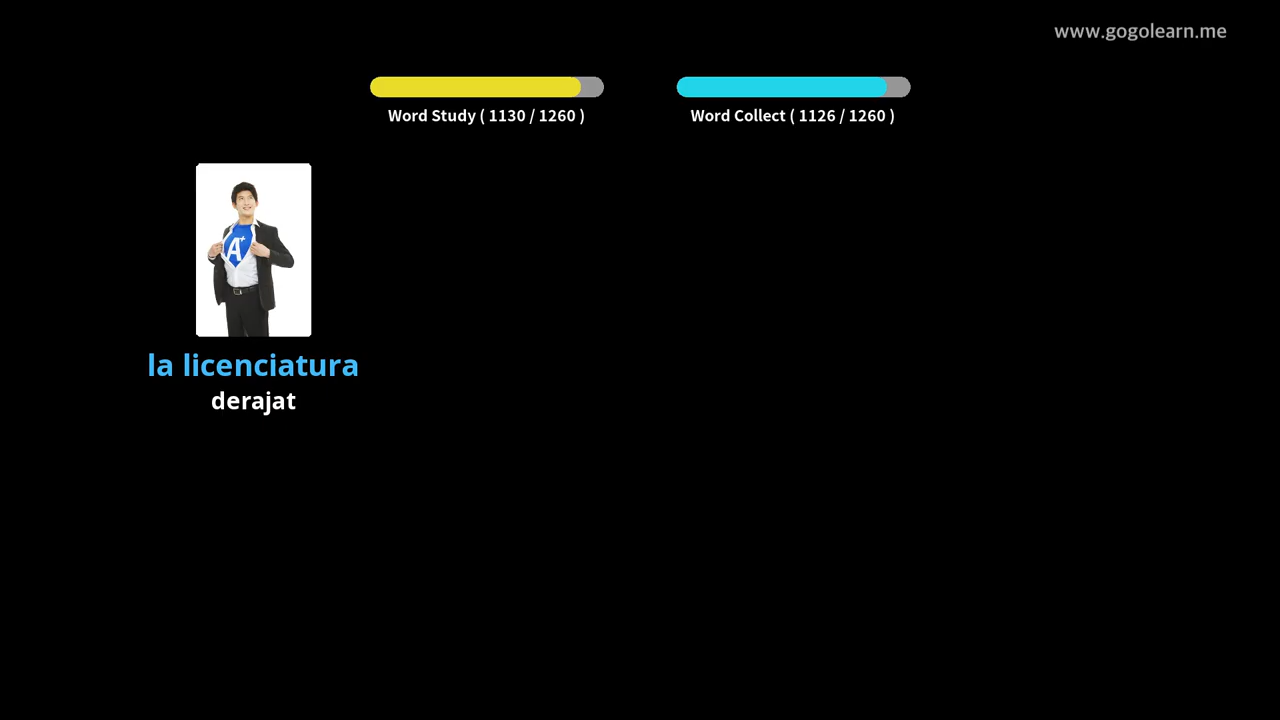 www.gogolearn.me
Word Study ( 1130 / 1260 )
Word Collect ( 1126 / 1260 )
A+
la licenciatura
derajat